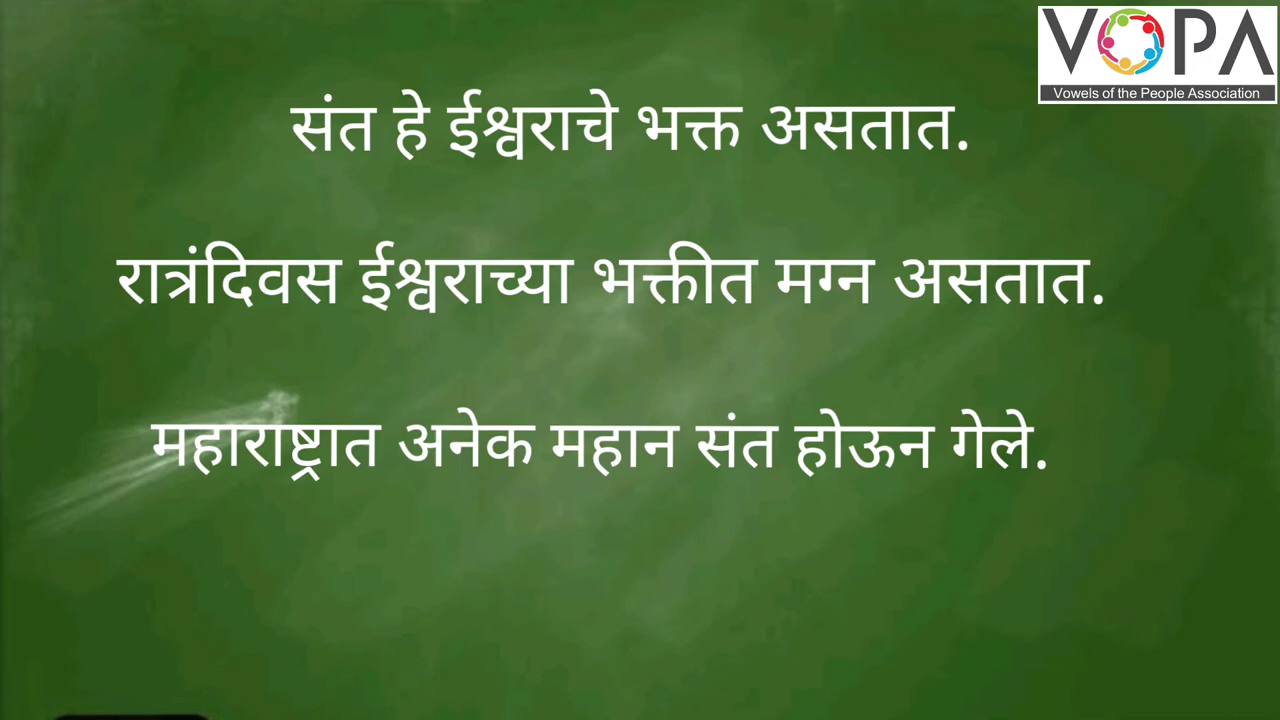 VOPA
Vowels of the People Association
संत हे ईश्वराचे भक्त असतात.
रात्रंदिवस ईश्वराच्या भक्तीत मग्न असतात.
महाराष्ट्रात अनेक महान संत होऊन गेले.